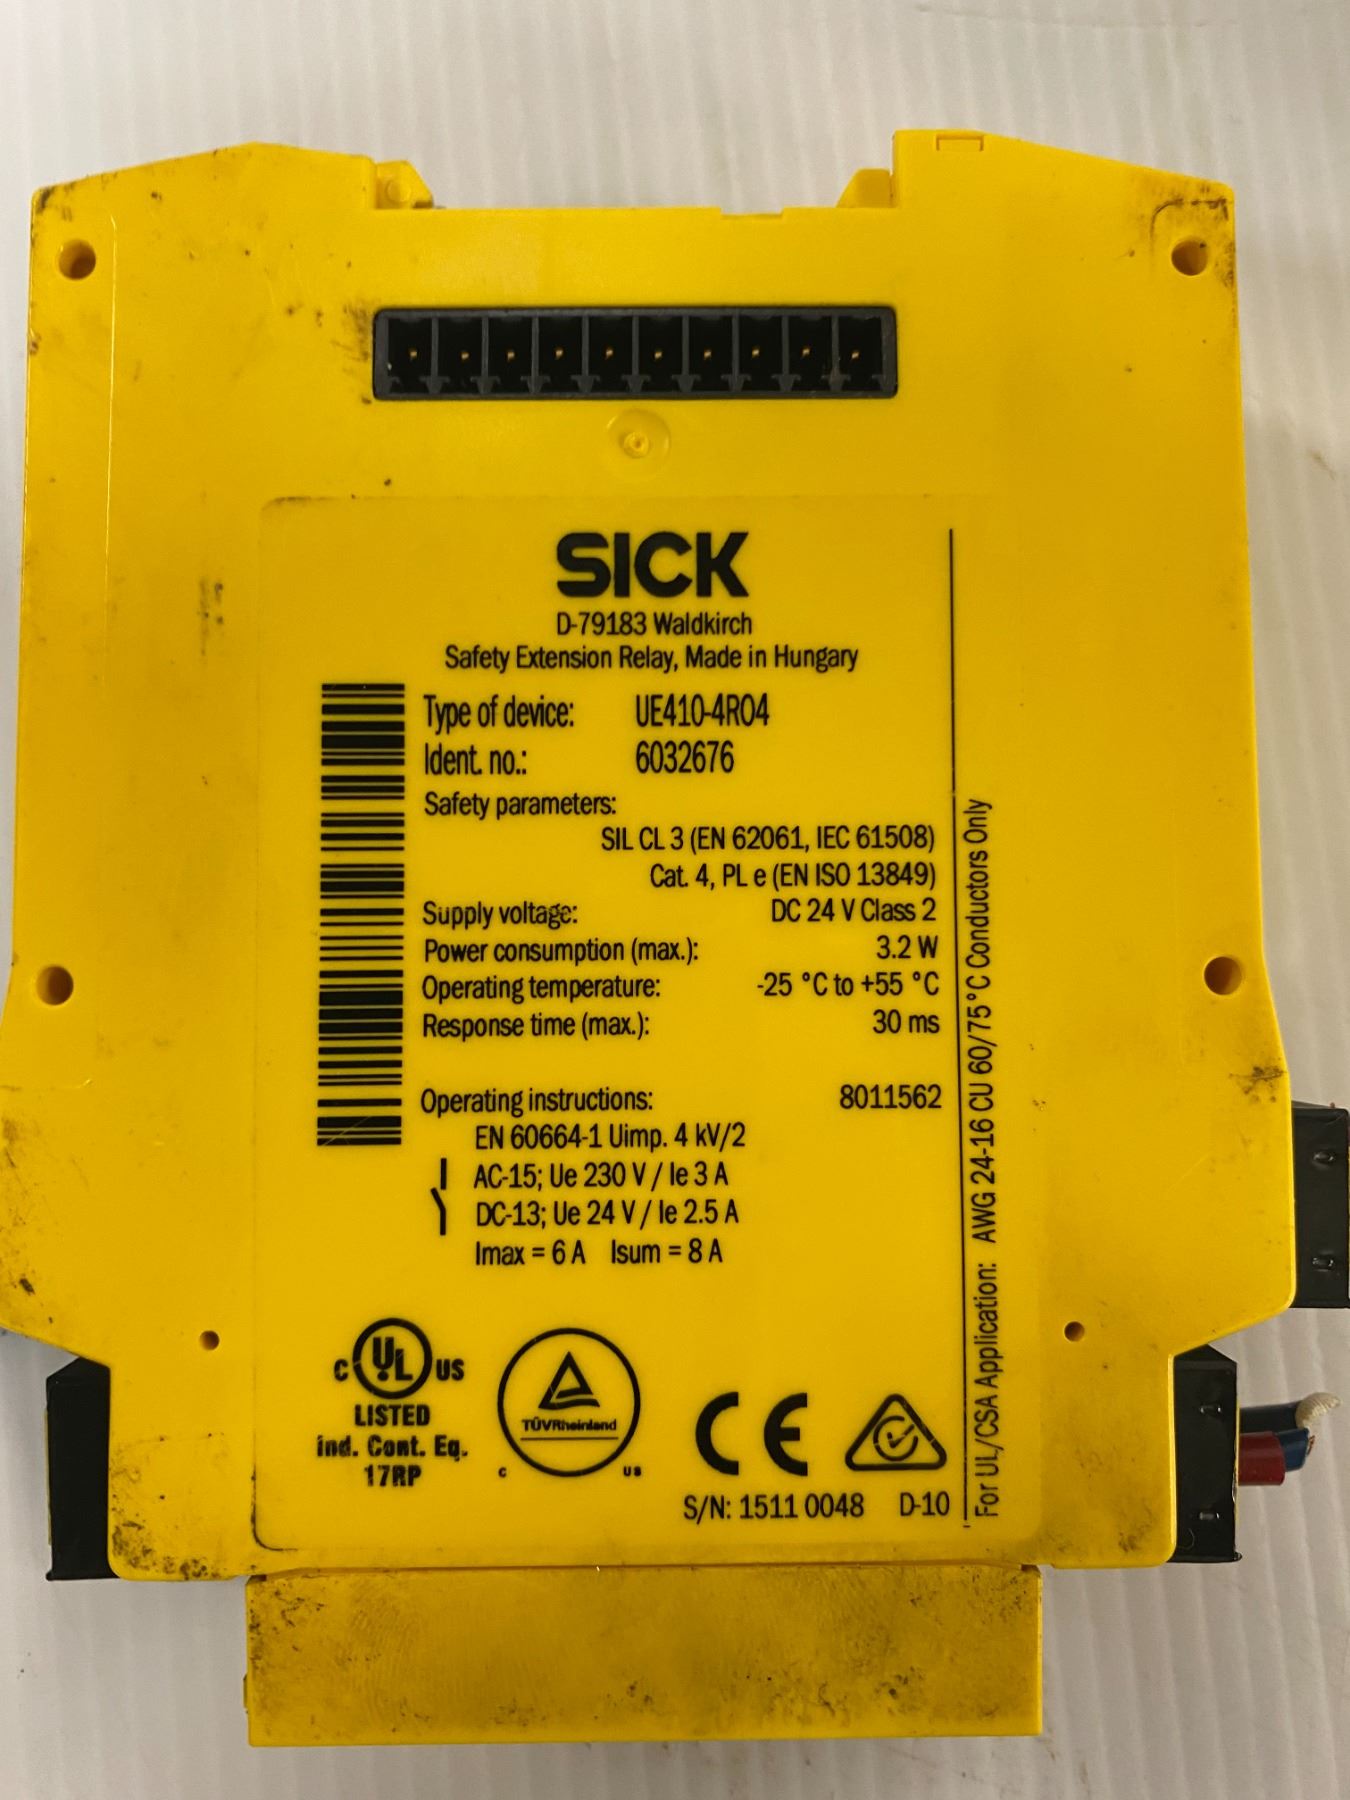 SICK
D-79183 Waldkirch
Safety Extension Relay, Made in Hungary
Type of device: UE410-4RO4
Ident. no.: 6032676
Safety parameters:
SIL CL 3 (EN 62061, IEC 61508)
Cat. 4, PL e (EN ISO 13849)
Supply voltage: DC 24 V Class 2
Power consumption (max.): 3.2 W
Operating temperature: -25 °C to +55 °C
Response time (max.): 30 ms
Operating instructions: 8011562
EN 60664-1 Uimp. 4 kV/2
AC-15; Ue 230 V / Ie 3 A
DC-13; Ue 24 V / Ie 2.5 A
Imax = 6 A Isum = 8 A
C UL US
LISTED
Ind. Cont. Eq.
17RP
TÜVRheinland
C US
CE
S/N: 1511 0048 D-10
For UL/CSA Application: AWG 24-16 CU 60/75°C Conductors Only